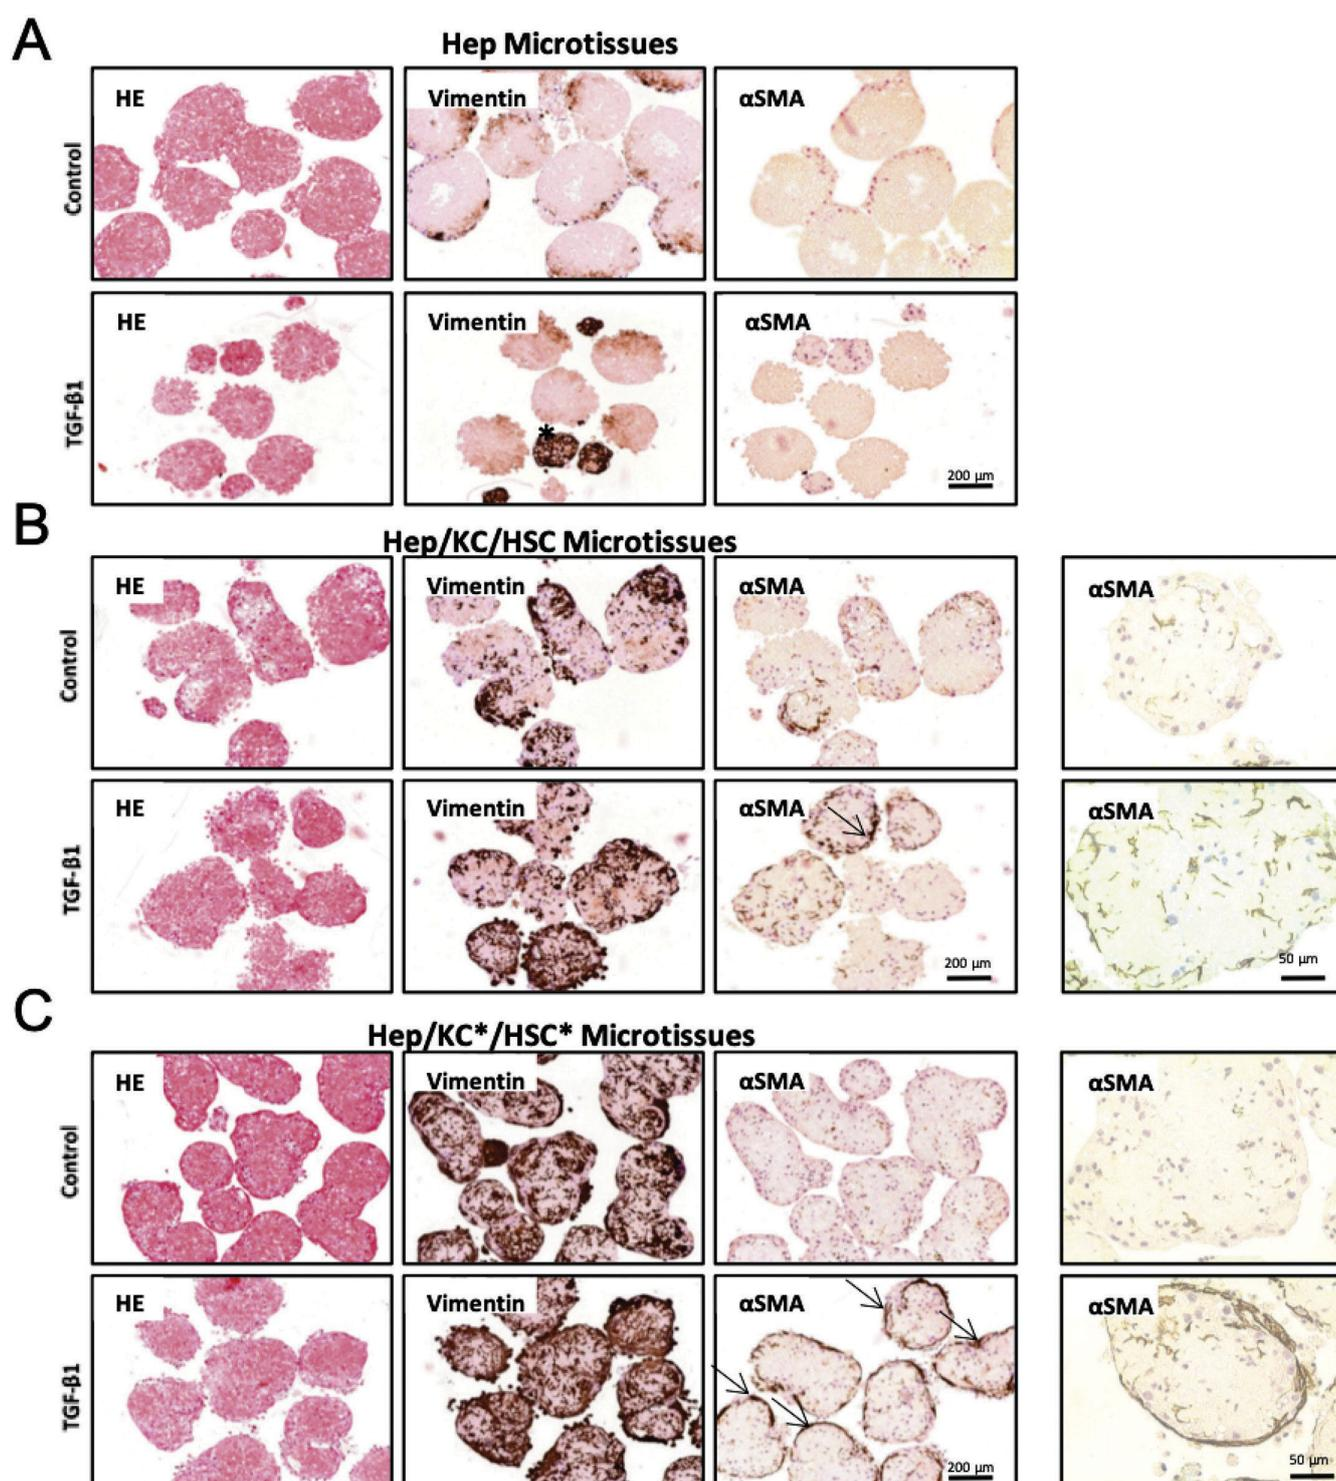 A
Hep Microtissues
HE
Vimentin
αSMA
Control
HE
Vimentin
αSMA
TGF-β1
*
200 μm
B
Hep/KC/HSC Microtissues
HE
Vimentin
αSMA
αSMA
Control
HE
Vimentin
αSMA
αSMA
TGF-β1
200 μm
50 μm
C
Hep/KC*/HSC* Microtissues
HE
Vimentin
αSMA
αSMA
Control
HE
Vimentin
αSMA
αSMA
TGF-β1
200 μm
50 μm